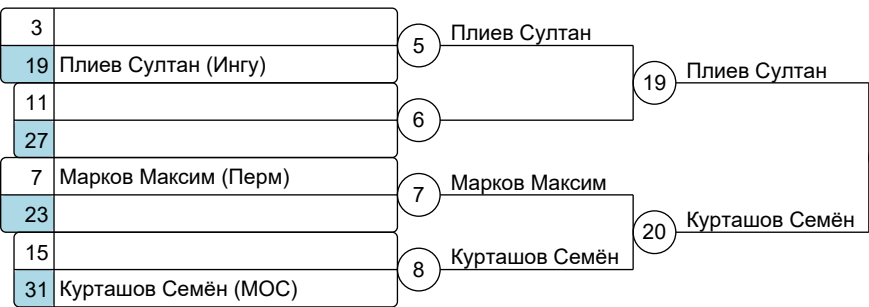 3
19 Плиев Султан (Ингу)
5 Плиев Султан
19 Плиев Султан
11
27
6
7 Марков Максим (Перм)
23
7 Марков Максим
20 Курташов Семён
15
31 Курташов Семён (МОС)
8 Курташов Семён